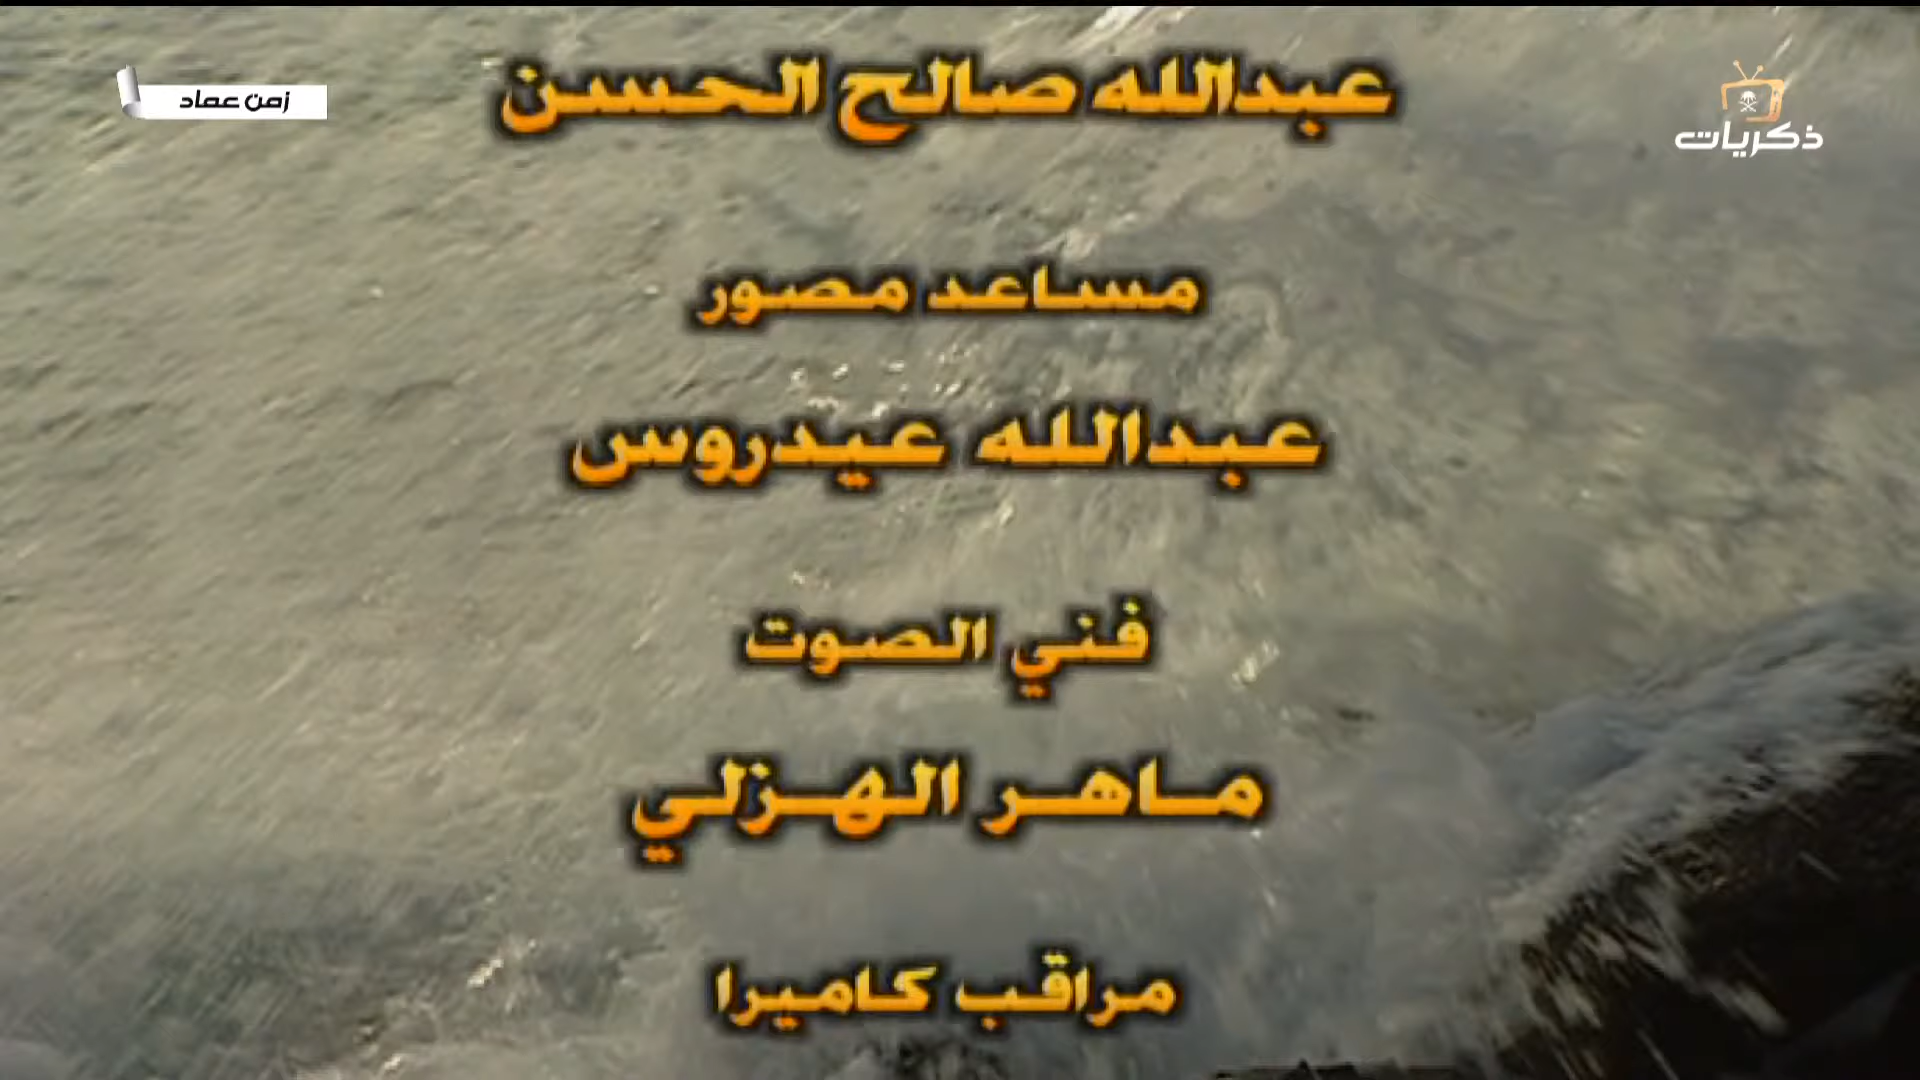 عبدالله صالح الحسن
زمن عماد
ذكريات
مساعد مصور
عبدالله عيدروس
فني الصوت
ماهر الهزلي
مراقب كاميرا